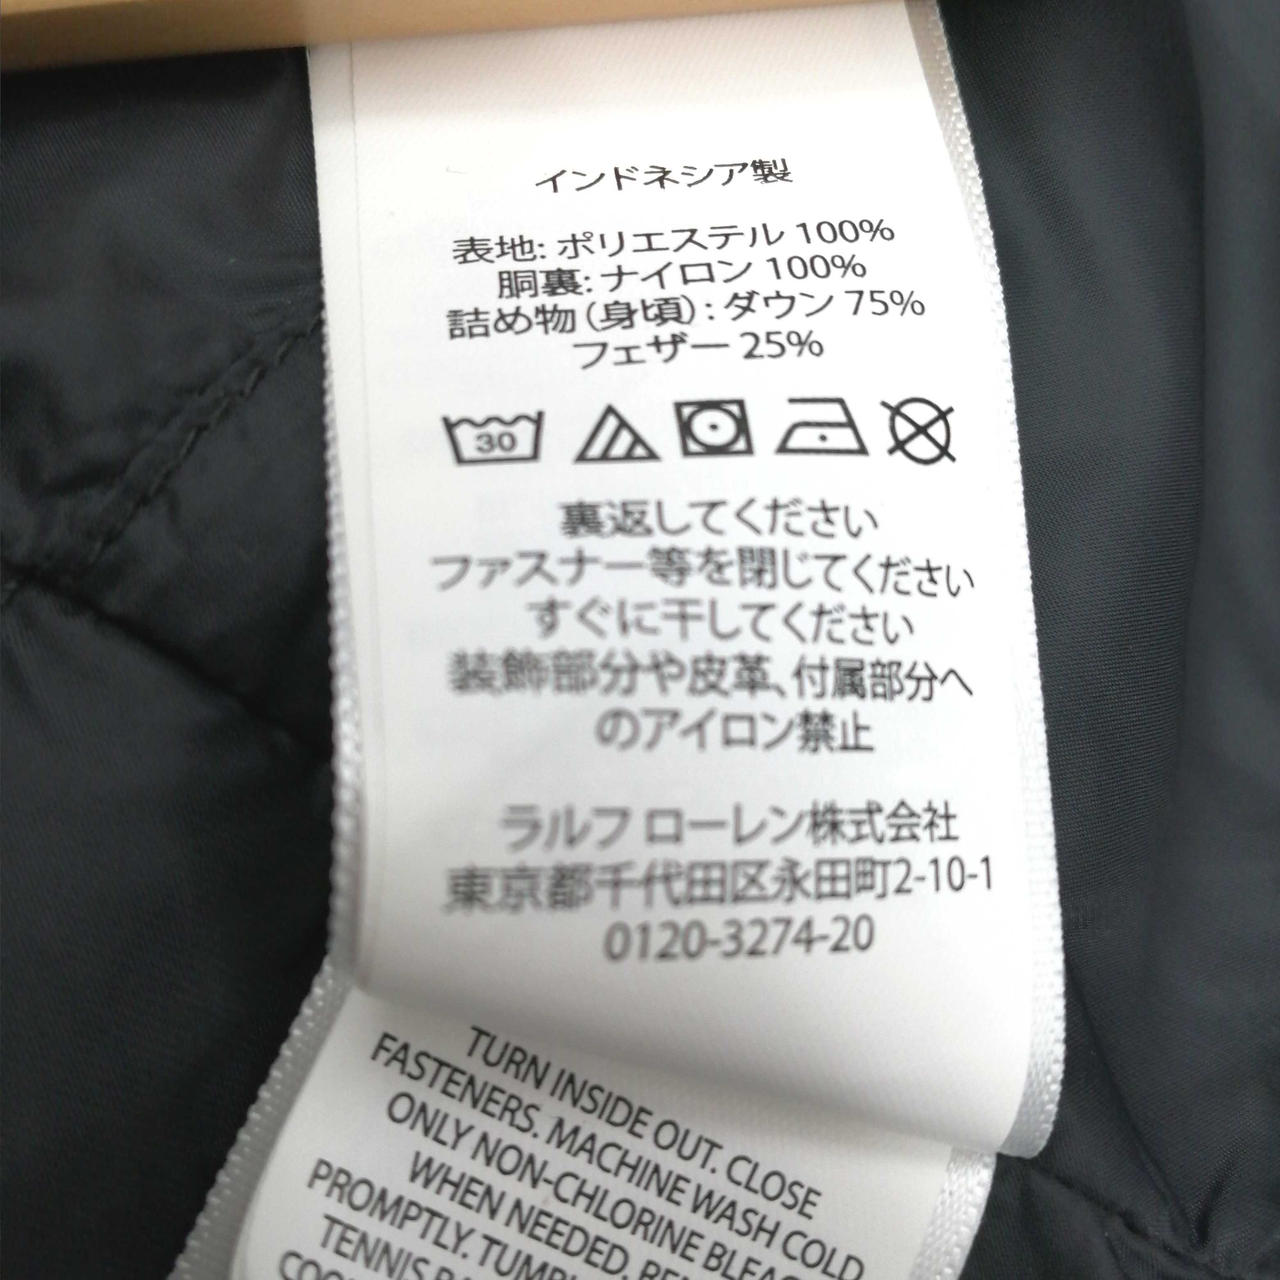 インドネシア製
表地: ポリエステル 100%
胴裏: ナイロン 100%
詰め物 (身頃) : ダウン 75%
フェザー 25%
30
裏返してください
ファスナー等を閉じてください
すぐに干してください
装飾部分や皮革、付属部分へ
のアイロン禁止
ラルフ ローレン株式会社
東京都千代田区永田町2-10-1
0120-3274-20
TURN INSIDE OUT. CLOSE
FASTENERS. MACHINE WASH COLD
ONLY NON-CHLORINE
WHEN NEEDED.
PROMPTLY.
TENNIS